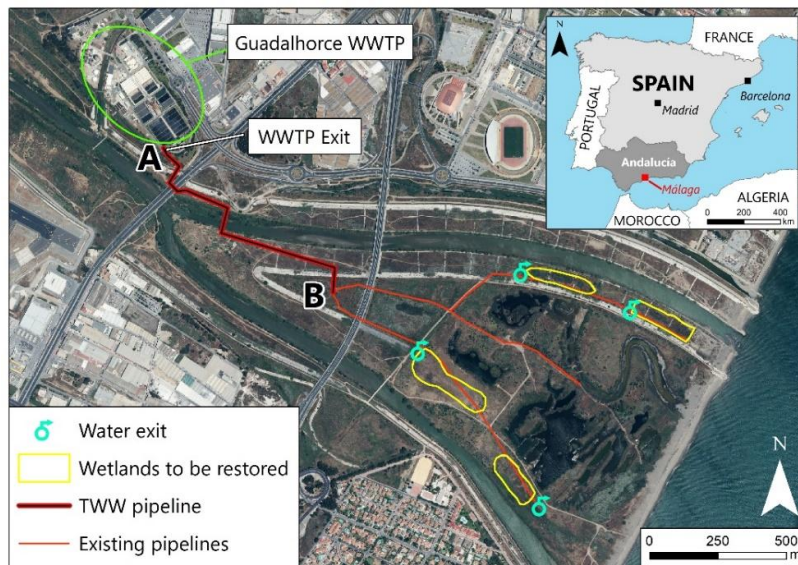 Guadalhorce WWTP
WWTP Exit
A
B
N
FRANCE
SPAIN
Madrid
Barcelona
PORTUGAL
Andalucía
Málaga
ALGERIA
MOROCCO
0 200 400
km
Water exit
Wetlands to be restored
TWW pipeline
Existing pipelines
N
0 250 500
m